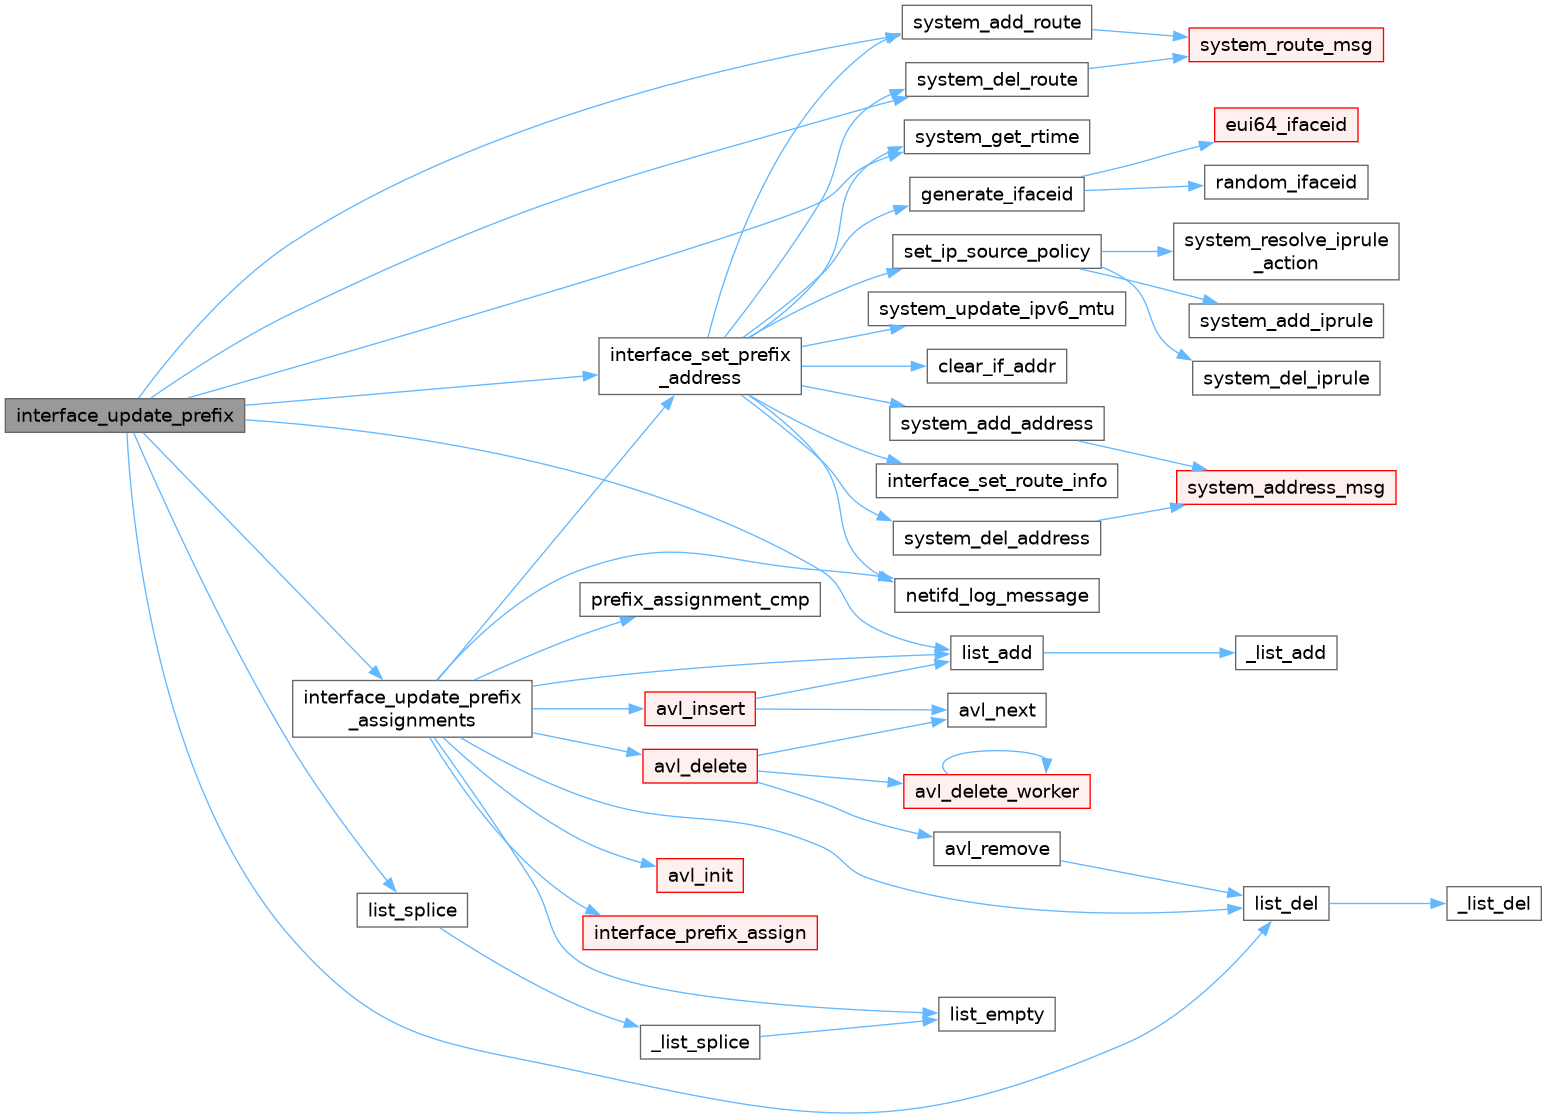 system_add_route
system_route_msg
system_del_route
eui64_ifaceid
system_get_rtime
random_ifaceid
generate_ifaceid
system_resolve_iprule
_action
set_ip_source_policy
system_update_ipv6_mtu
system_add_iprule
interface_set_prefix
_address
clear_if_addr
system_del_iprule
interface_update_prefix
system_add_address
interface_set_route_info
system_address_msg
system_del_address
prefix_assignment_cmp
netifd_log_message
list_add
_list_add
interface_update_prefix
_assignments
avl_insert
avl_next
avl_delete
avl_delete_worker
avl_remove
avl_init
list_splice
list_del
_list_del
interface_prefix_assign
list_empty
_list_splice